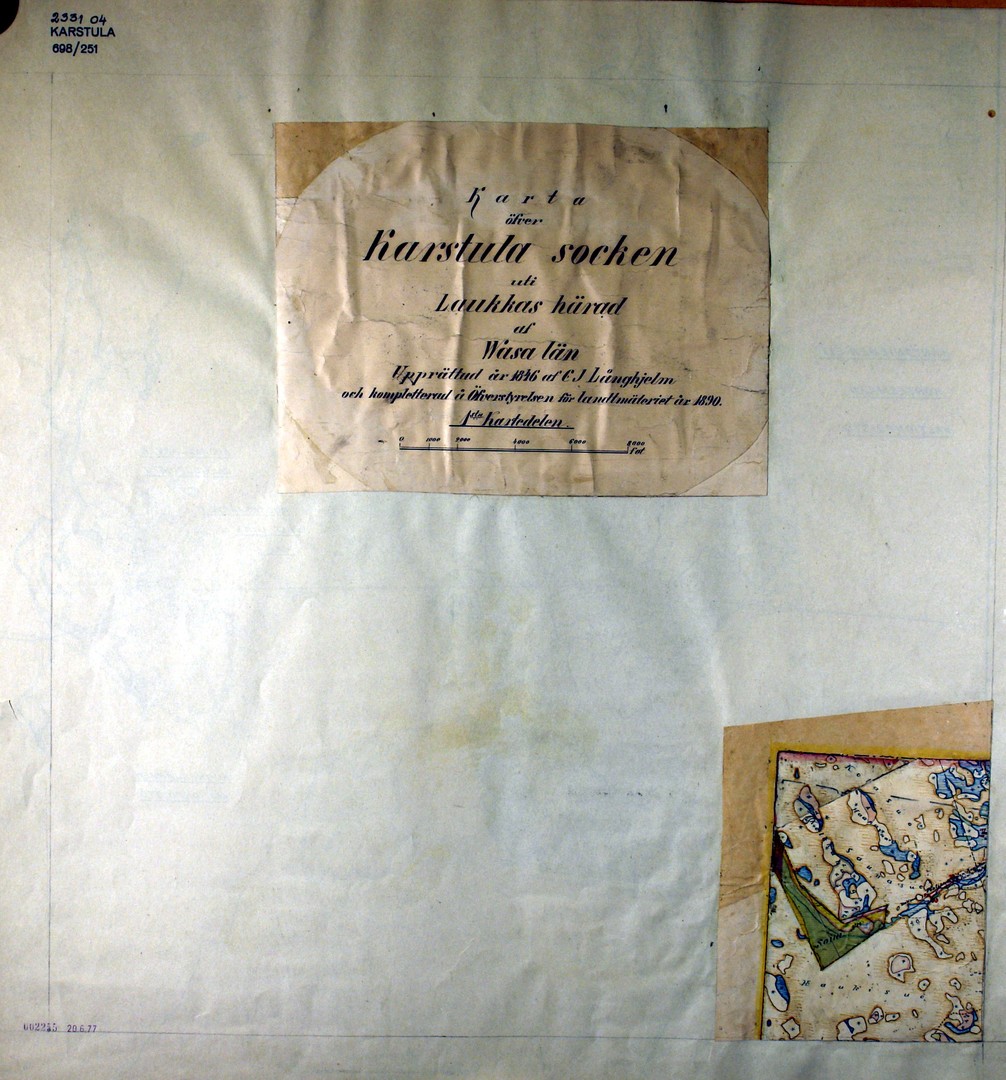 2331 04
KARSTULA
698/251
Karta
öfver
Karstula socken
uti
Laukkas härad
af
Wasa län
Upprättad år 1846 af C J Långhjelm
och kompletterad å Öfverstyrelsen för landtmäteriet år 1890.
1sta Kartedelen.
0 1000 2000 4000 6000 8000
fot
20.6.77